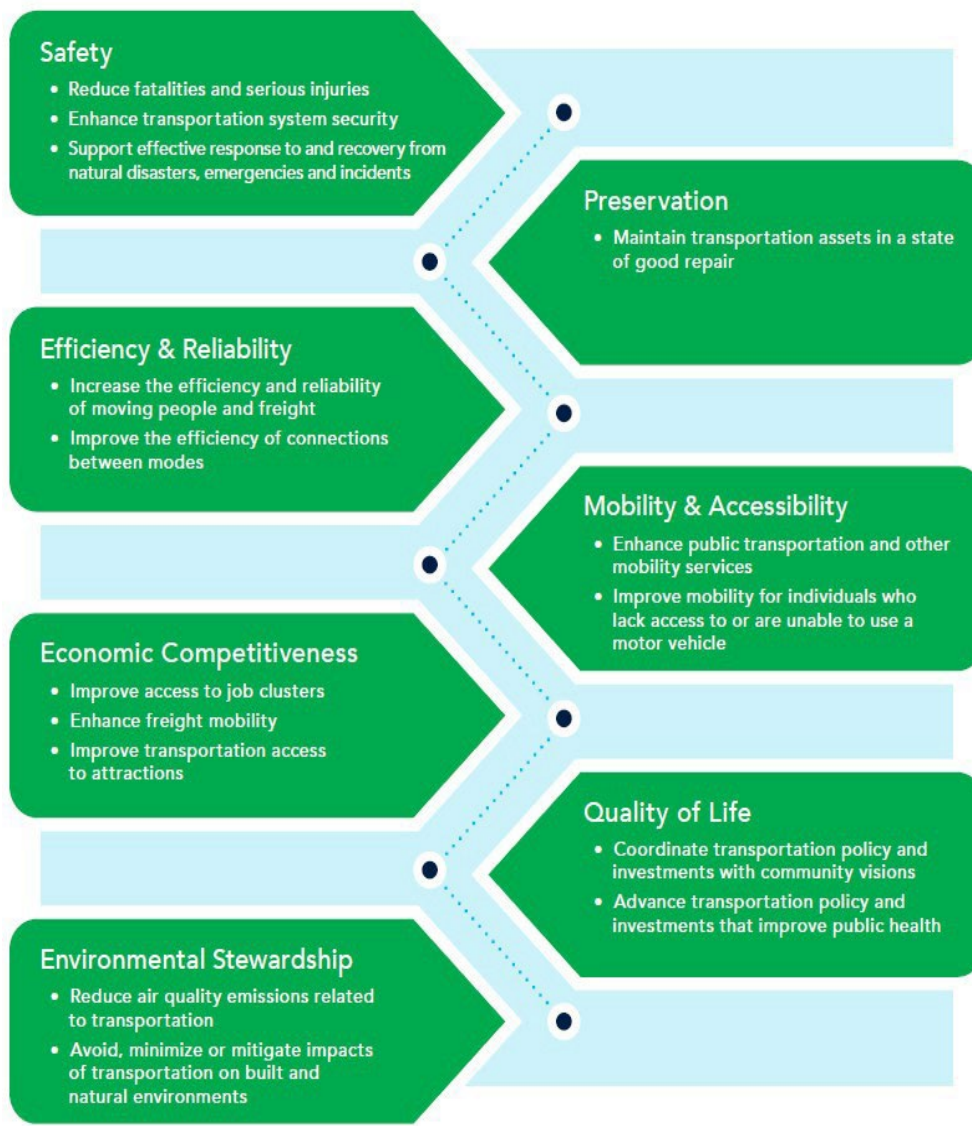 Safety
• Reduce fatalities and serious injuries
• Enhance transportation system security
• Support effective response to and recovery from
natural disasters, emergencies and incidents
Preservation
• Maintain transportation assets in a state
of good repair
Efficiency & Reliability
• Increase the efficiency and reliability
of moving people and freight
• Improve the efficiency of connections
between modes
Mobility & Accessibility
• Enhance public transportation and other
mobility services
• Improve mobility for individuals who
lack access to or are unable to use a
motor vehicle
Economic Competitiveness
• Improve access to job clusters
• Enhance freight mobility
• Improve transportation access
to attractions
Quality of Life
• Coordinate transportation policy and
investments with community visions
• Advance transportation policy and
investments that improve public health
Environmental Stewardship
• Reduce air quality emissions related
to transportation
• Avoid, minimize or mitigate impacts
of transportation on built and
natural environments